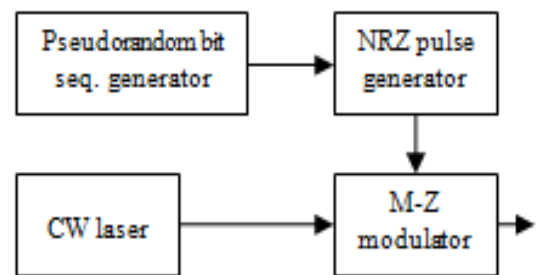 Pseudorandom bit
seq. generator
NRZ pulse
generator
CW laser
M-Z
modulator